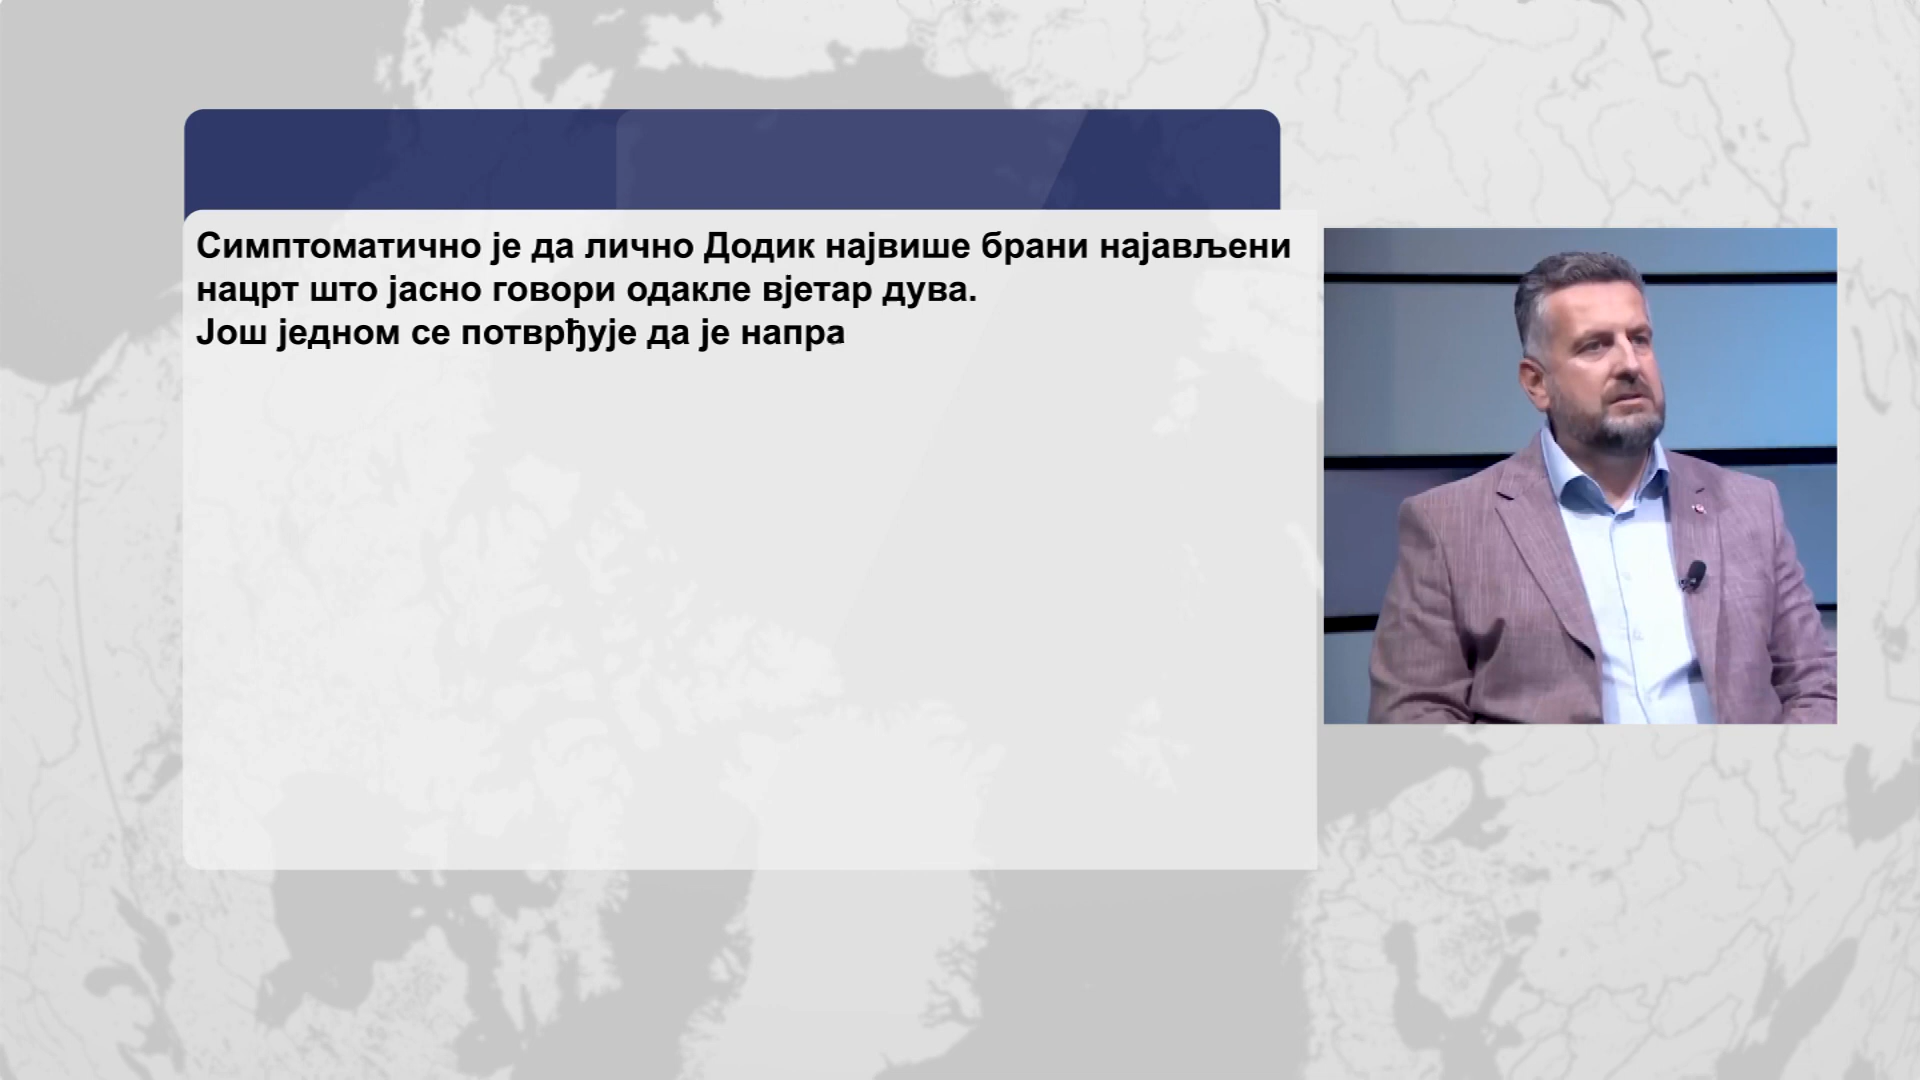 Симптоматично је да лично Додик највише брани најављени
нацрт што јасно говори одакле вјетар дува.
Још једном се потврђује да је напра